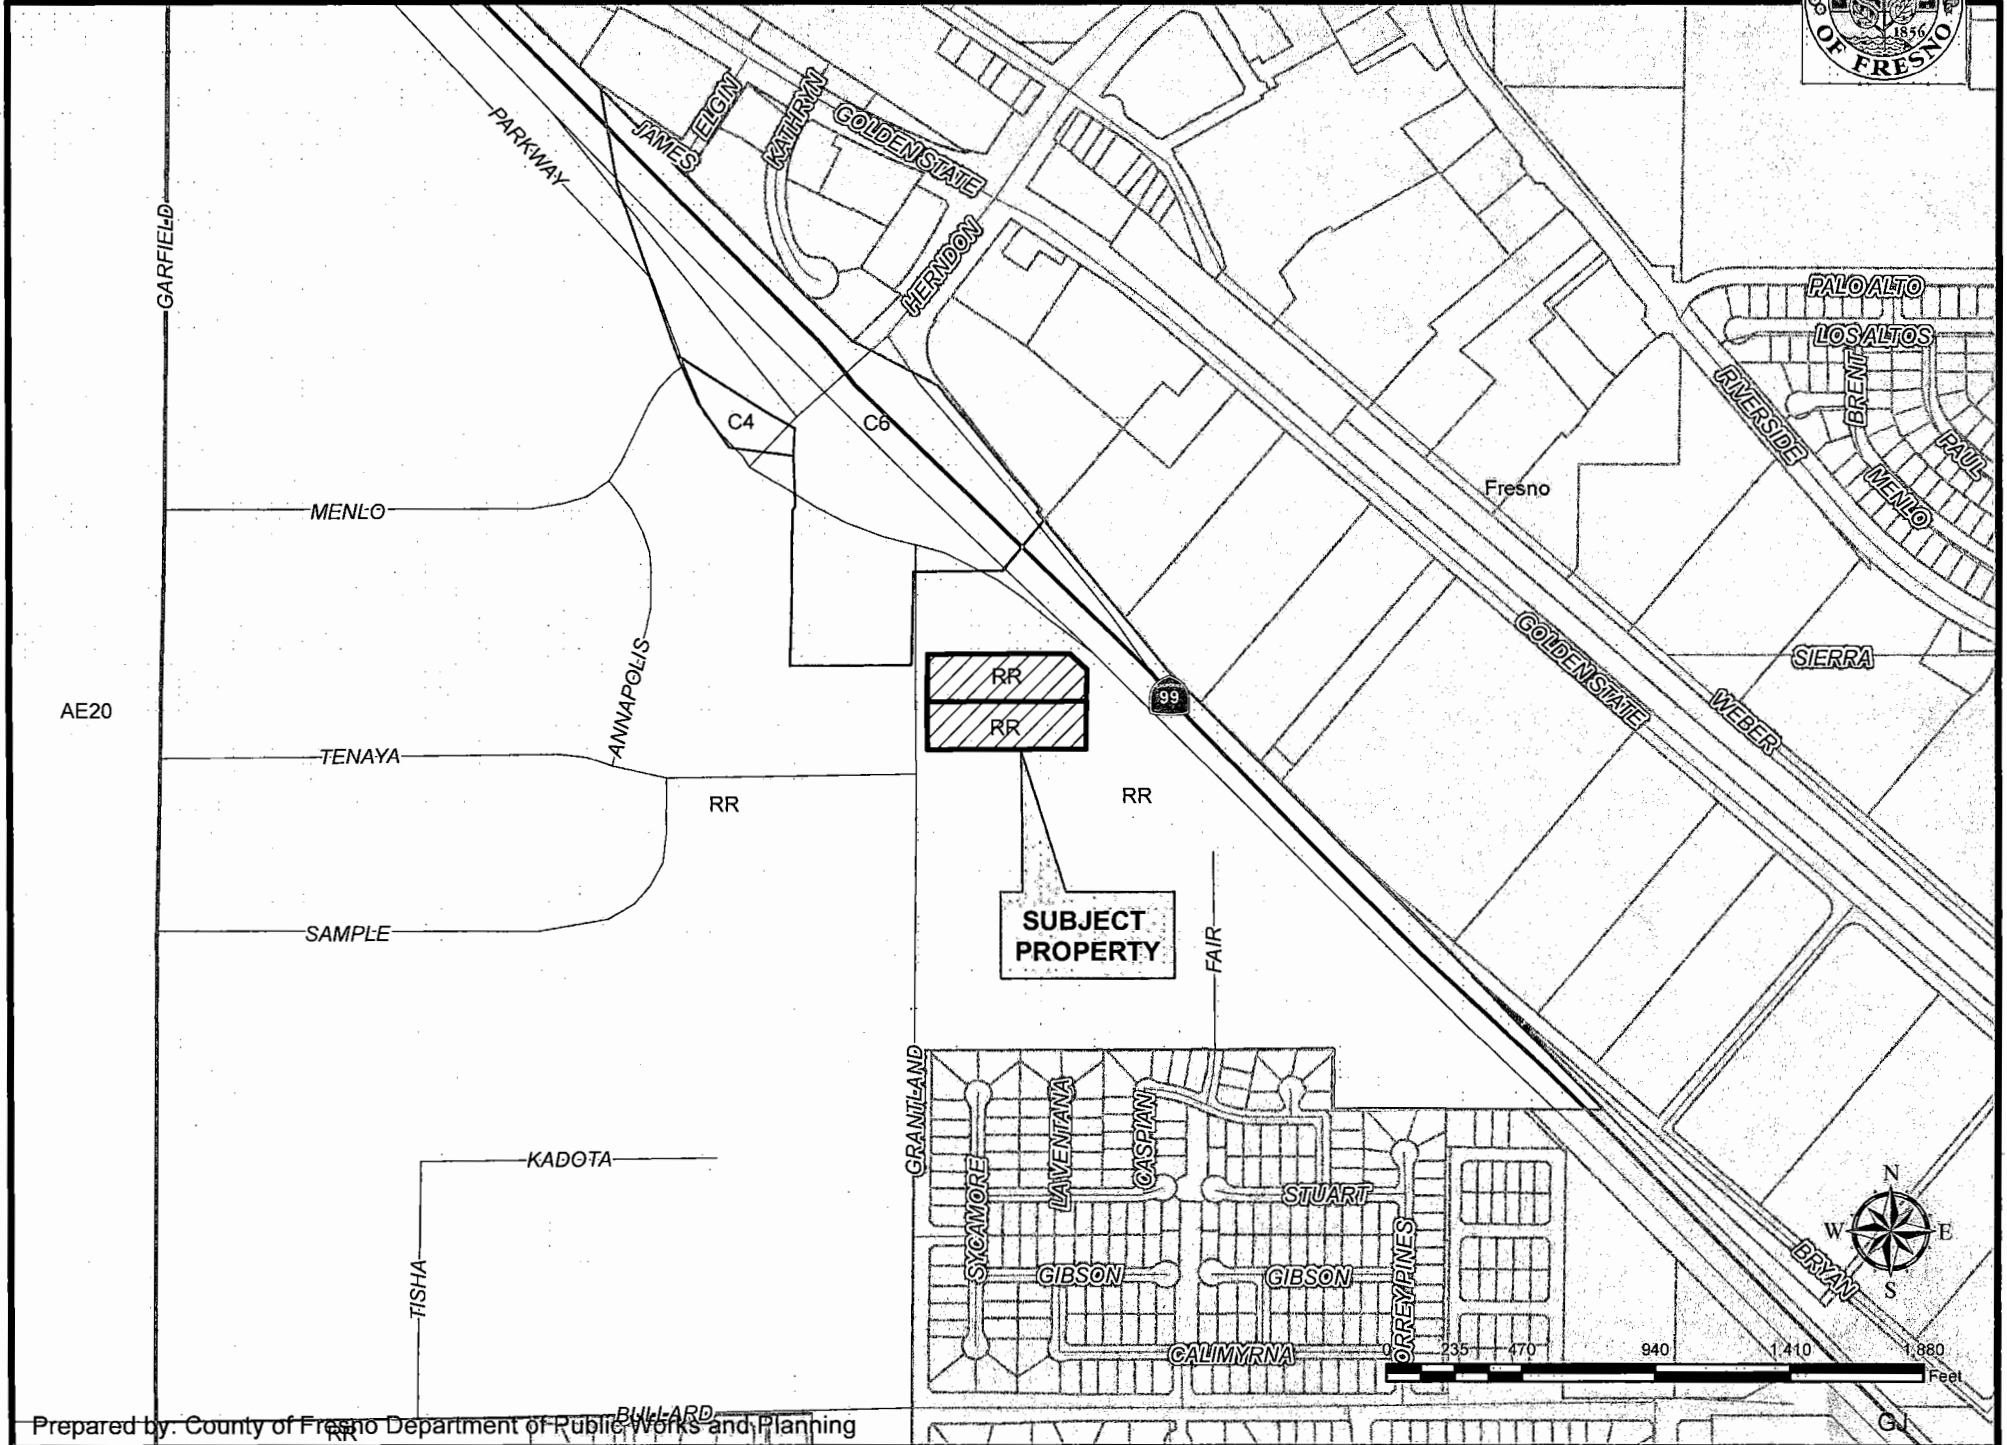 1856
OF FRESNO
PARKWAY
JAMES
ELGIN
KATHRYN
GOLDEN STATE
HERNDON
GARFIELD
PALO ALTO
LOS ALTOS
BRENT
RIVERSIDE
PAUL
MENLO
C4
C6
Fresno
MENLO
ANNAPOLIS
GOLDEN STATE
SIERRA
WEBER
RR
RR
99
AE20
TENAYA
RR
RR
SUBJECT
PROPERTY
FAIR
SAMPLE
GRANTLAND
SYCAMORE
LA VENTANA
CASPIAN
STUART
KADOTA
TISHA
GIBSON
GIBSON
CALIMYRNA
BRYAN
N
W
E
S
0 235 470 940 1,410 1,880
Feet
BULLARD
RR
Prepared by: County of Fresno Department of Public Works and Planning
GJ